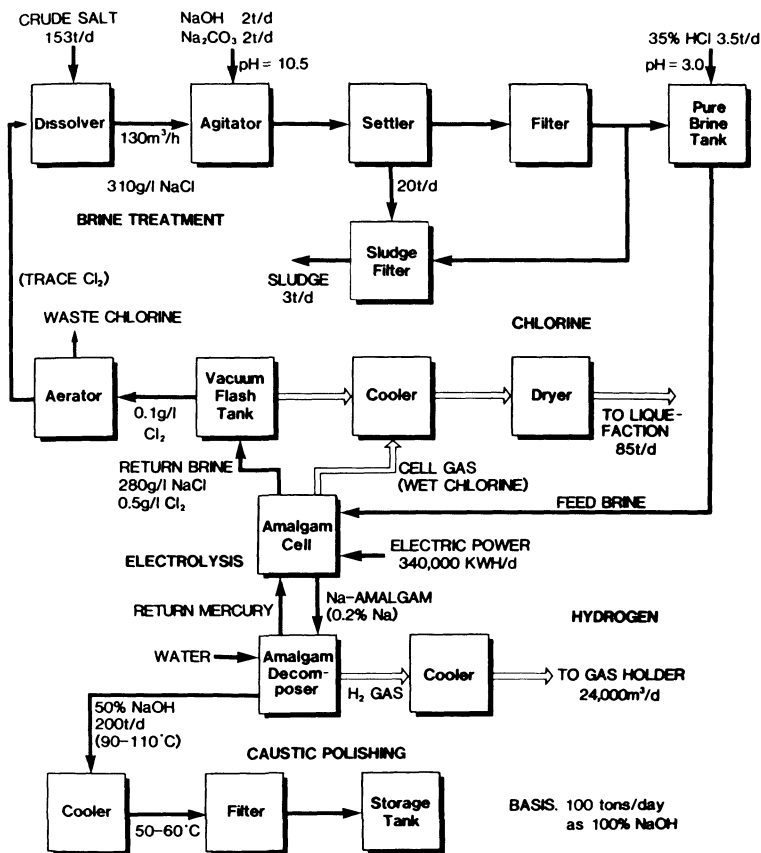 CRUDE SALT
153t/d
NaOH 2t/d
Na₂CO₃ 2t/d
pH = 10.5
35% HCl 3.5t/d
pH = 3.0
Dissolver
130m³/h
Agitator
Settler
Filter
Pure
Brine
Tank
310g/l NaCl
BRINE TREATMENT
20t/d
Sludge
Filter
SLUDGE
3t/d
(TRACE Cl₂)
WASTE CHLORINE
CHLORINE
Aerator
0.1g/l
Cl₂
Vacuum
Flash
Tank
Cooler
Dryer
TO LIQUE-
FACTION
85t/d
RETURN BRINE
280g/l NaCl
0.5g/l Cl₂
CELL GAS
(WET CHLORINE)
FEED BRINE
Amalgam
Cell
ELECTROLYSIS
ELECTRIC POWER
340,000 KWH/d
RETURN MERCURY
Na-AMALGAM
(0.2% Na)
HYDROGEN
WATER
Amalgam
Decom-
poser
H₂ GAS
Cooler
TO GAS HOLDER
24,000m³/d
50% NaOH
200t/d
(90-110°C)
CAUSTIC POLISHING
Cooler
50-60°C
Filter
Storage
Tank
BASIS. 100 tons/day
as 100% NaOH